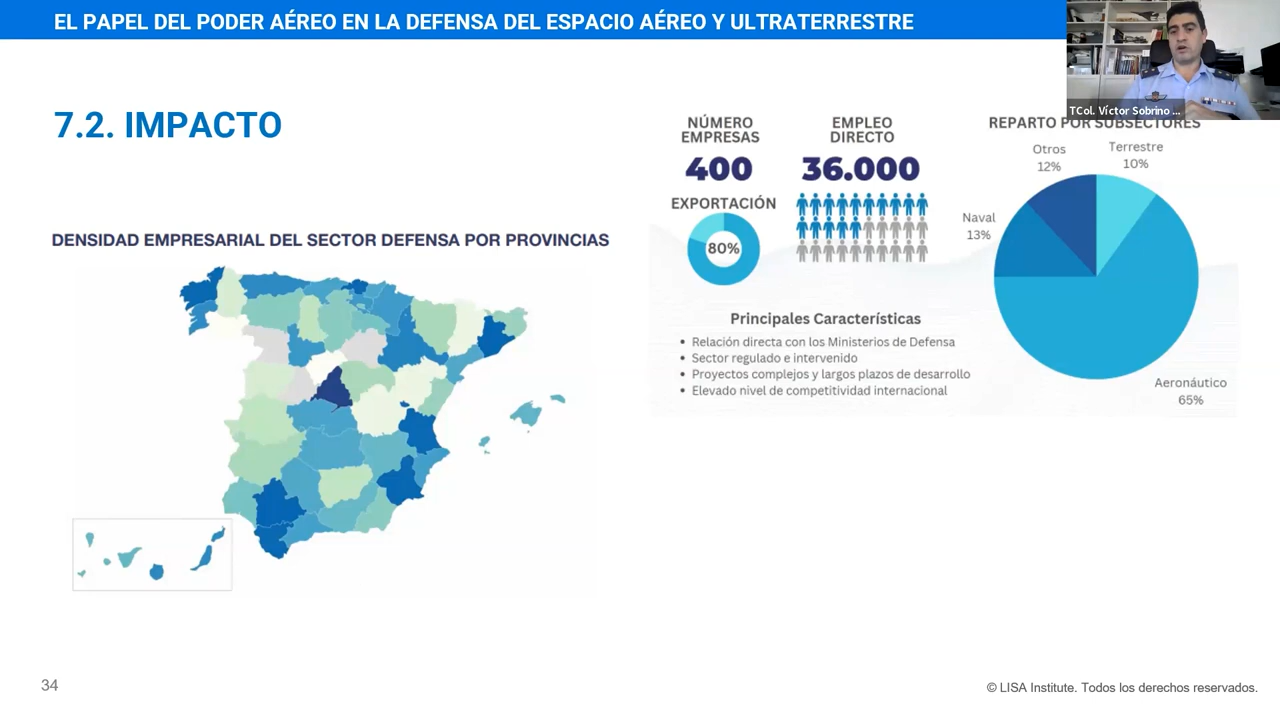 EL PAPEL DEL PODER AÉREO EN LA DEFENSA DEL ESPACIO AÉREO Y ULTRATERRESTRE
TCol. Víctor Sobrino ...
7.2. IMPACTO
DENSIDAD EMPRESARIAL DEL SECTOR DEFENSA POR PROVINCIAS
NÚMERO
EMPRESAS
400
EMPLEO
DIRECTO
36.000
EXPORTACIÓN
80%
REPARTO POR SUBSECTORES
Otros
12%
Terrestre
10%
Naval
13%
Aeronáutico
65%
Principales Características
• Relación directa con los Ministerios de Defensa
• Sector regulado e intervenido
• Proyectos complejos y largos plazos de desarrollo
• Elevado nivel de competitividad internacional
34
© LISA Institute. Todos los derechos reservados.